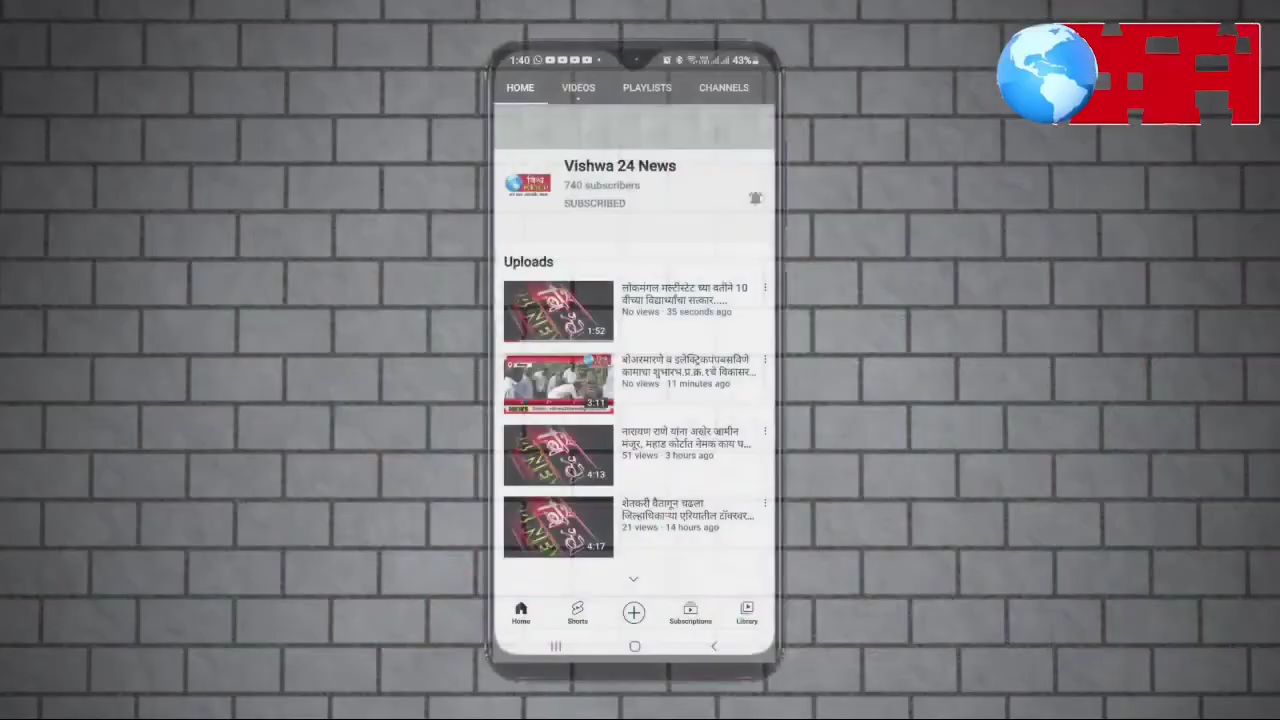 1:40
43%
HOME
VIDEOS
PLAYLISTS
CHANNELS
Vishwa 24 News
740 subscribers
SUBSCRIBED
Uploads
लोकमंगल मल्टीस्टेट च्या वतीने 10
वीच्या विद्यार्थ्यांचा सत्कार.....
No views · 35 seconds ago
1:52
बोअरमारणे व इलेक्ट्रिकपंपबसविणे
कामाचा शुभारंभ.प्र.क्र.१चे विकासर...
No views · 11 minutes ago
3:11
नारायण राणे यांना अखेर जामीन
मंजूर, महाड कोर्टात नेमक काय घ...
51 views · 3 hours ago
4:13
शेतकरी वैतागून चढला
जिल्हाधिकाऱ्या एरियातील टॉवरवर...
21 views · 14 hours ago
4:17
Home
Shorts
Subscriptions
Library